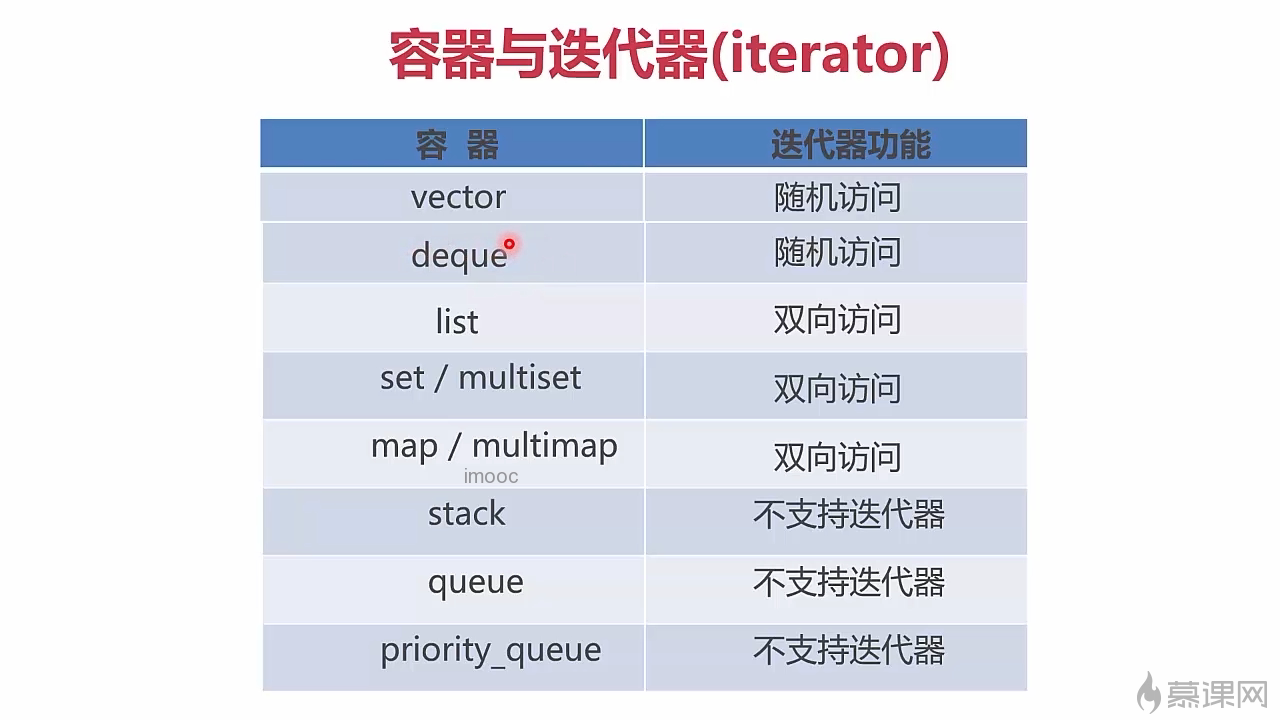 容器与迭代器(iterator)
容 器 迭代器功能
vector 随机访问
deque 随机访问
list 双向访问
set / multiset 双向访问
map / multimap 双向访问
imooc
stack 不支持迭代器
queue 不支持迭代器
priority_queue 不支持迭代器
慕课网